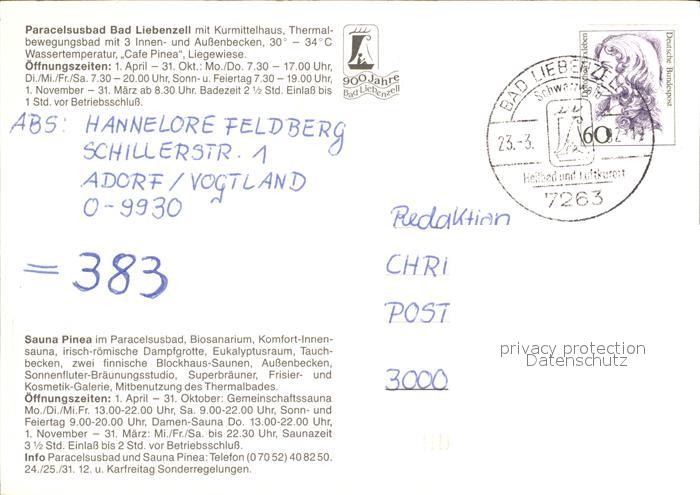 Paracelsusbad Bad Liebenzell mit Kurmittelhaus, Thermal-
bewegungsbad mit 3 Innen- und Außenbecken, 30° – 34°C
Wassertemperatur, „Cafe Pinea", Liegewiese.
Öffnungszeiten: 1. April – 31. Okt.: Mo./Do. 7.30 – 17.00 Uhr,
Di./Mi./Fr./Sa. 7.30 – 20.00 Uhr, Sonn- u. Feiertag 7.30 – 19.00 Uhr,
1. November – 31. März ab 8.30 Uhr. Badezeit 2 ½ Std. Einlaß bis
1 Std. vor Betriebsschluß.
900 Jahre
Bad Liebenzell
Deutsche Bundespost
60
BAD LIEBENZELL
Schwarzwald
23.-3.
Heilbad und Luftkurort
7263
ABS: HANNELORE FELDBERG
SCHILLERSTR. 1
ADORF / VOGTLAND
O-9930
= 383
Redaktion
CHRI
POST
3000
privacy protection
Datenschutz
Sauna Pinea im Paracelsusbad, Biosanarium, Komfort-Innen-
sauna, irisch-römische Dampfgrotte, Eukalyptusraum, Tauch-
becken, zwei finnische Blockhaus-Saunen, Außenbecken,
Sonnenfluter-Bräunungsstudio, Superbräuner, Frisier- und
Kosmetik-Galerie, Mitbenutzung des Thermalbades.
Öffnungszeiten: 1. April – 31. Oktober: Gemeinschaftssauna
Mo./Di./Mi./Fr. 13.00-22.00 Uhr, Sa. 9.00-22.00 Uhr, Sonn- und
Feiertag 9.00-20.00 Uhr, Damen-Sauna Do. 13.00-22.00 Uhr,
1. November – 31. März: Mi./Fr./Sa. bis 22.30 Uhr, Saunazeit
3 ½ Std. Einlaß bis 2 Std. vor Betriebsschluß.
Info Paracelsusbad und Sauna Pinea: Telefon (0 70 52) 40 82 50.
24./25./31. 12. u. Karfreitag Sonderregelungen.